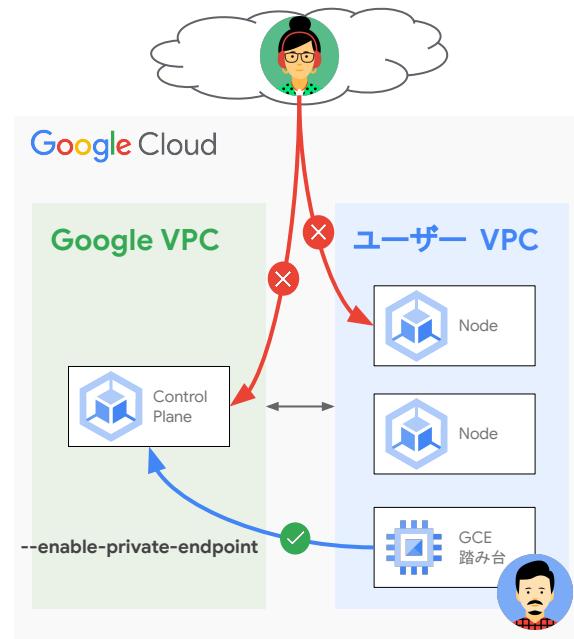 Google Cloud
Google VPC
ユーザー VPC
Node
Control
Plane
Node
--enable-private-endpoint
GCE
踏み台